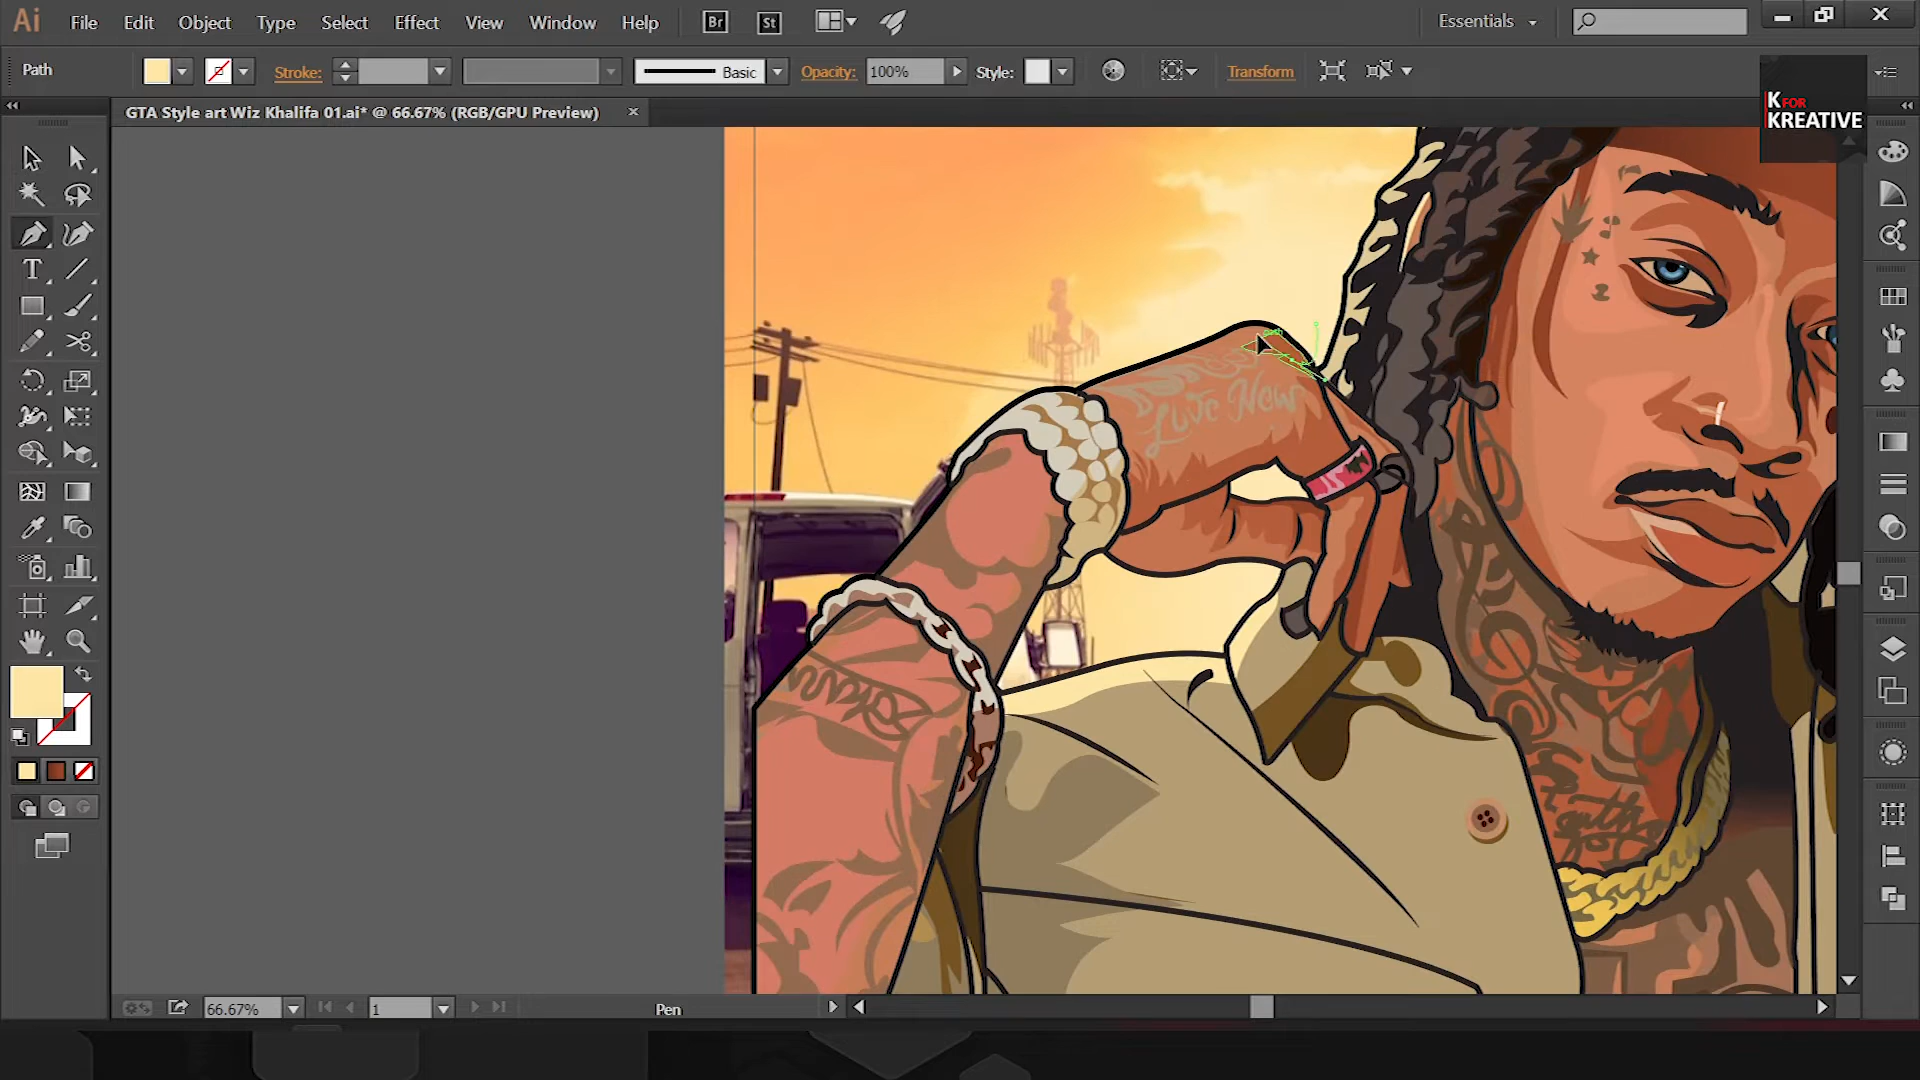 Ai File Edit Object Type Select Effect View Window Help Br St Essentials
Path Stroke: Basic Opacity: 100% Style: Transform
K FOR
KREATIVE
GTA Style art Wiz Khalifa 01.ai* @ 66.67% (RGB/GPU Preview)
Live Now
66.67% 1 Pen